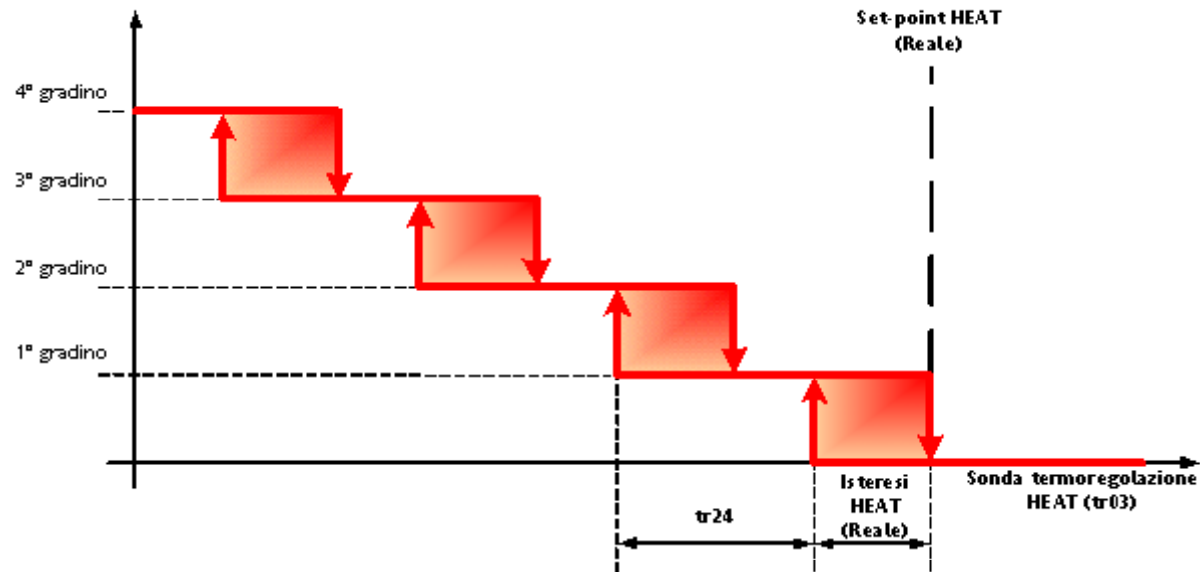 Set-point HEAT
(Reale)
4° gradino
3° gradino
2° gradino
1° gradino
Isteresi
HEAT
(Reale)
tr24
Sonda termoregolazione
HEAT (tr03)